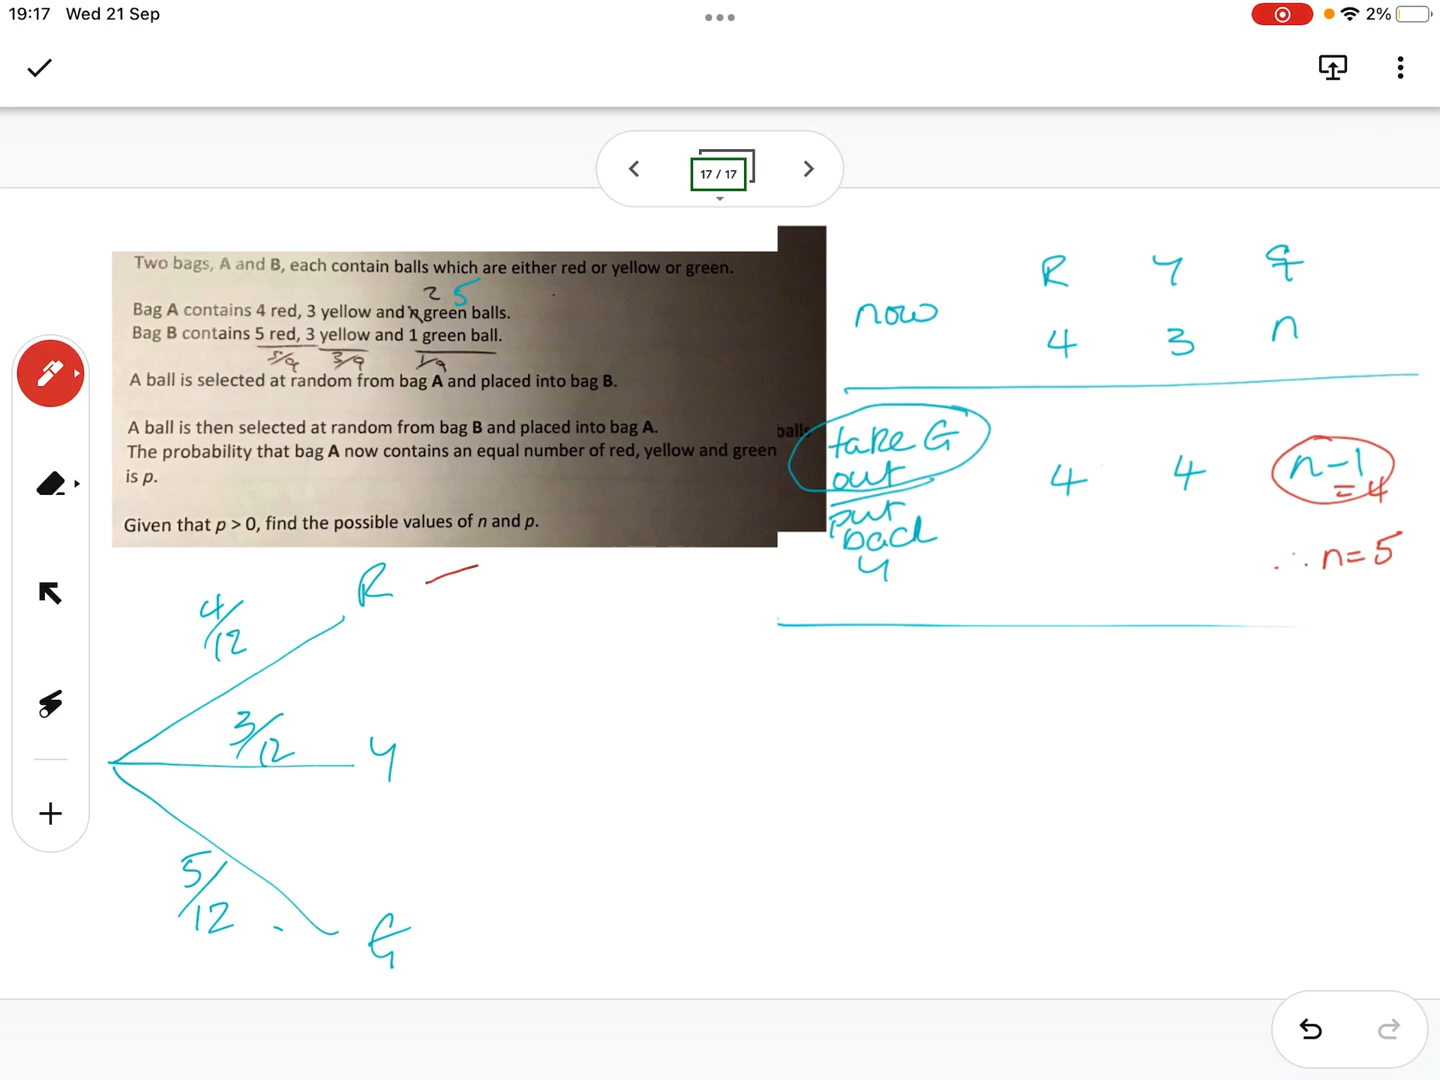 19:17 Wed 21 Sep
2%
17 / 17
Two bags, A and B, each contain balls which are either red or yellow or green.
2 5
Bag A contains 4 red, 3 yellow and n green balls.
Bag B contains 5 red, 3 yellow and 1 green ball.
5/9 3/9 1/9
A ball is selected at random from bag A and placed into bag B.
A ball is then selected at random from bag B and placed into bag A.
balls
The probability that bag A now contains an equal number of red, yellow and green
is p.
Given that p > 0, find the possible values of n and p.
R Y G
now 4 3 n
take G
out 4 4 n-1
= 4
put
back
Y
∴ n = 5
4/12 R
3/12 Y
5/12 G